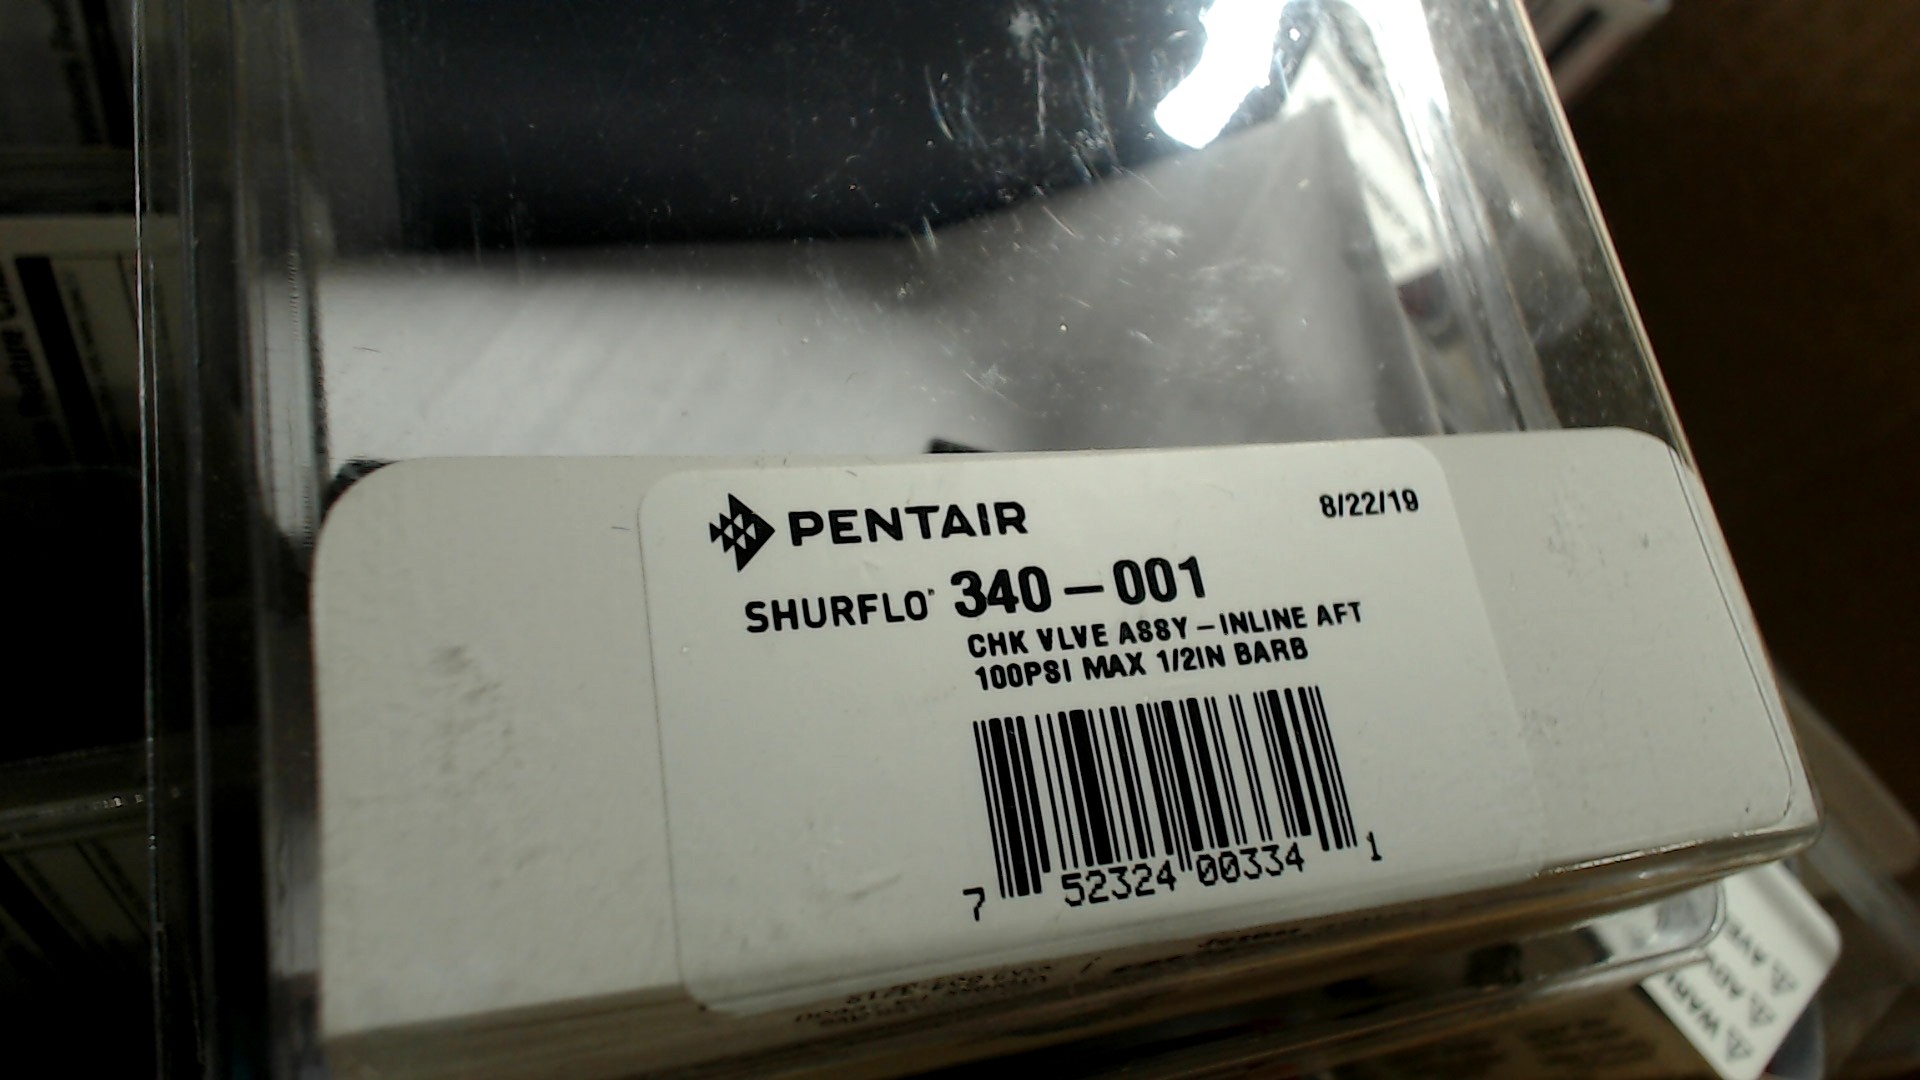 PENTAIR
8/22/19
SHURFLO® 340-001
CHK VLVE ASSY-INLINE AFT
100PSI MAX 1/2IN BARB
7 52324 00334 1